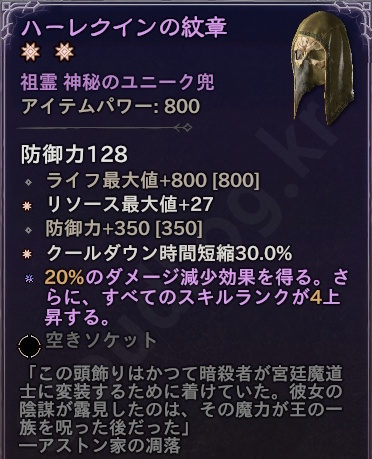 ハーレクインの紋章
祖霊 神秘のユニーク兜
アイテムパワー: 800
防御力128
ライフ最大値+800 [800]
リソース最大値+27
防御力+350 [350]
クールダウン時間短縮30.0%
20%のダメージ減少効果を得る。さ
らに、すべてのスキルランクが4上
昇する。
空きソケット
「この頭飾りはかつて暗殺者が宮廷魔道
士に変装するために着けていた。彼女の
陰謀が露見したのは、その魔力が王の一
族を呪った後だった」
―アストン家の凋落